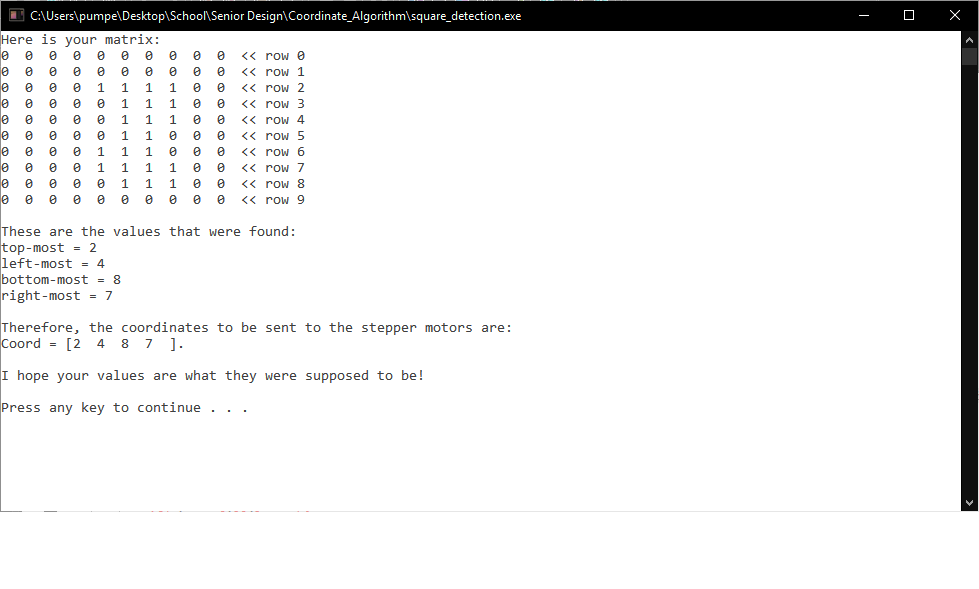 C:\Users\pumpe\Desktop\School\Senior Design\Coordinate_Algorithm\square_detection.exe
Here is your matrix:
0  0  0  0  0  0  0  0  0  0  << row 0
0  0  0  0  0  0  0  0  0  0  << row 1
0  0  0  0  1  1  1  1  0  0  << row 2
0  0  0  0  0  1  1  1  0  0  << row 3
0  0  0  0  0  1  1  1  0  0  << row 4
0  0  0  0  0  1  1  0  0  0  << row 5
0  0  0  0  1  1  1  0  0  0  << row 6
0  0  0  0  1  1  1  1  0  0  << row 7
0  0  0  0  0  1  1  1  0  0  << row 8
0  0  0  0  0  0  0  0  0  0  << row 9
These are the values that were found:
top-most = 2
left-most = 4
bottom-most = 8
right-most = 7
Therefore, the coordinates to be sent to the stepper motors are:
Coord = [2  4  8  7  ].
I hope your values are what they were supposed to be!
Press any key to continue . . .